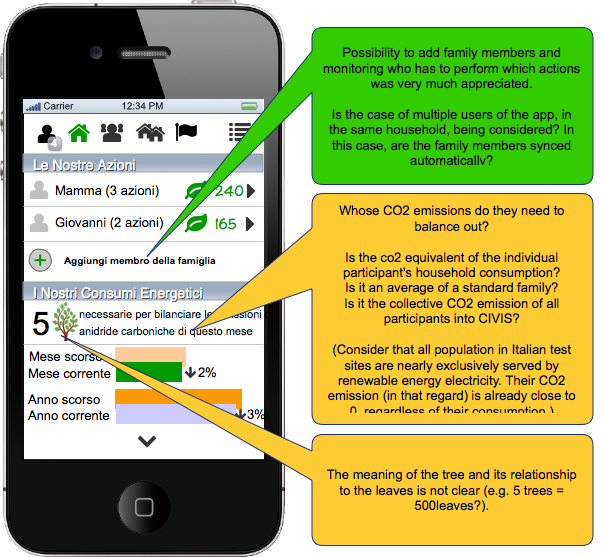 Carrier
12:34 PM
4
Le Nostre Azioni
Mamma (3 azioni)
240
Giovanni (2 azioni)
165
Aggiungi membro della famiglia
I Nostri Consumi Energetici
5
necessarie per bilanciare le
anidride carboniche di questo mese
Mese scorso
Mese corrente
2%
Anno scorso
Anno corrente
3%
Possibility to add family members and
monitoring who has to perform which actions
was very much appreciated.
Is the case of multiple users of the app, in
the same household, being considered? In
this case, are the family members synced
automatically?
Whose CO2 emissions do they need to
balance out?
Is the co2 equivalent of the individual
participant's household consumption?
Is it an average of a standard family?
Is it the collective CO2 emission of all
participants into CIVIS?
(Consider that all population in Italian test
sites are nearly exclusively served by
renewable energy electricity. Their CO2
emission (in that regard) is already close to
0, regardless of their consumption.)
The meaning of the tree and its relationship
to the leaves is not clear (e.g. 5 trees =
500leaves?).